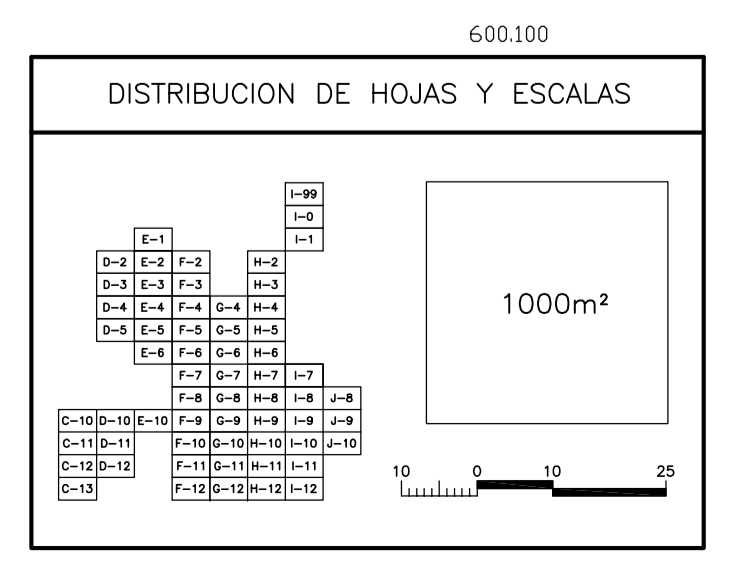 600.100
DISTRIBUCION DE HOJAS Y ESCALAS
I-99
I-0
E-1 I-1
D-2 E-2 F-2 H-2
D-3 E-3 F-3 H-3
D-4 E-4 F-4 G-4 H-4
D-5 E-5 F-5 G-5 H-5
E-6 F-6 G-6 H-6
F-7 G-7 H-7 I-7
F-8 G-8 H-8 I-8 J-8
C-10 D-10 E-10 F-9 G-9 H-9 I-9 J-9
C-11 D-11 F-10 G-10 H-10 I-10 J-10
C-12 D-12 F-11 G-11 H-11 I-11
C-13 F-12 G-12 H-12 I-12
1000m²
10 0 10 25